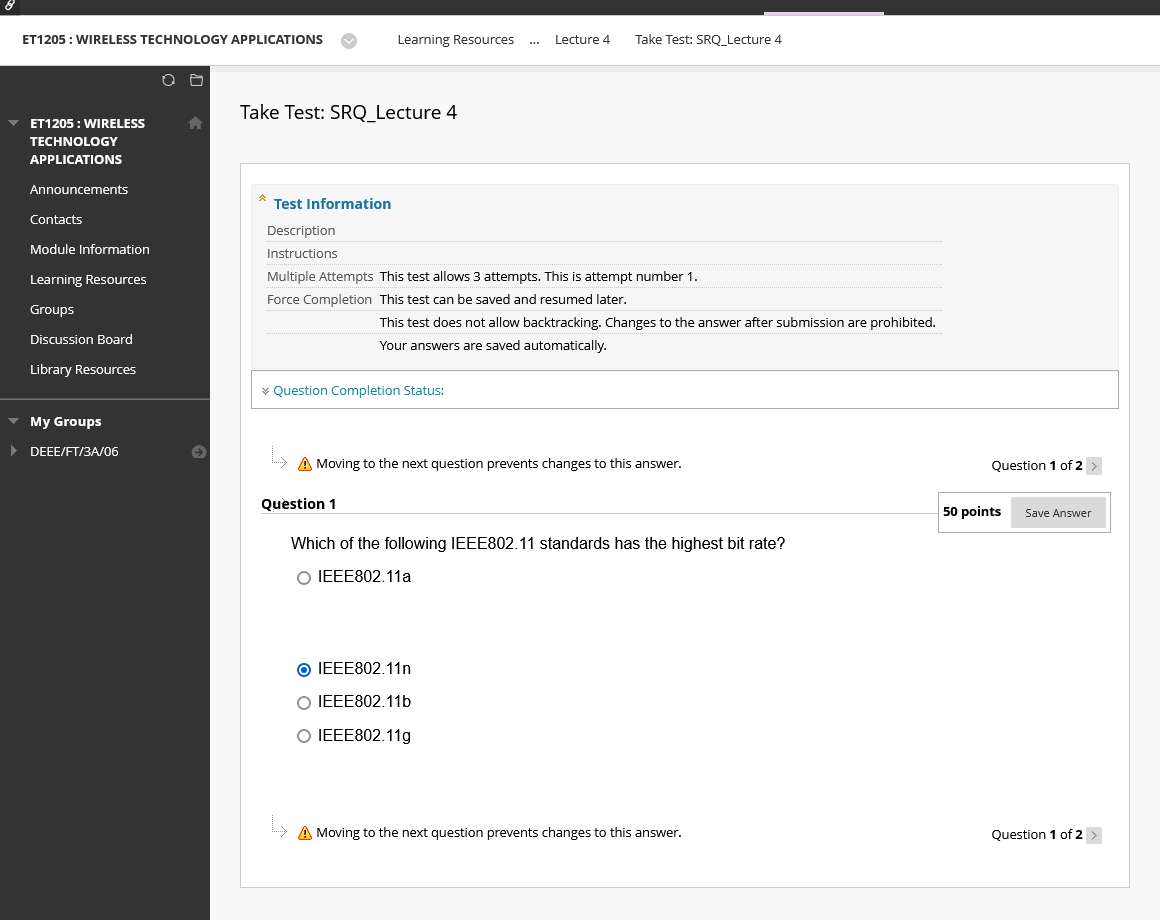 ET1205 : WIRELESS TECHNOLOGY APPLICATIONS Learning Resources ... Lecture 4 Take Test: SRQ_Lecture 4
ET1205 : WIRELESS
TECHNOLOGY
APPLICATIONS
Announcements
Contacts
Module Information
Learning Resources
Groups
Discussion Board
Library Resources
My Groups
DEEE/FT/3A/06
Take Test: SRQ_Lecture 4
Test Information
Description
Instructions
Multiple Attempts This test allows 3 attempts. This is attempt number 1.
Force Completion This test can be saved and resumed later.
This test does not allow backtracking. Changes to the answer after submission are prohibited.
Your answers are saved automatically.
Question Completion Status:
Moving to the next question prevents changes to this answer. Question 1 of 2
Question 1
50 points Save Answer
Which of the following IEEE802.11 standards has the highest bit rate?
IEEE802.11a
IEEE802.11n
IEEE802.11b
IEEE802.11g
Moving to the next question prevents changes to this answer. Question 1 of 2